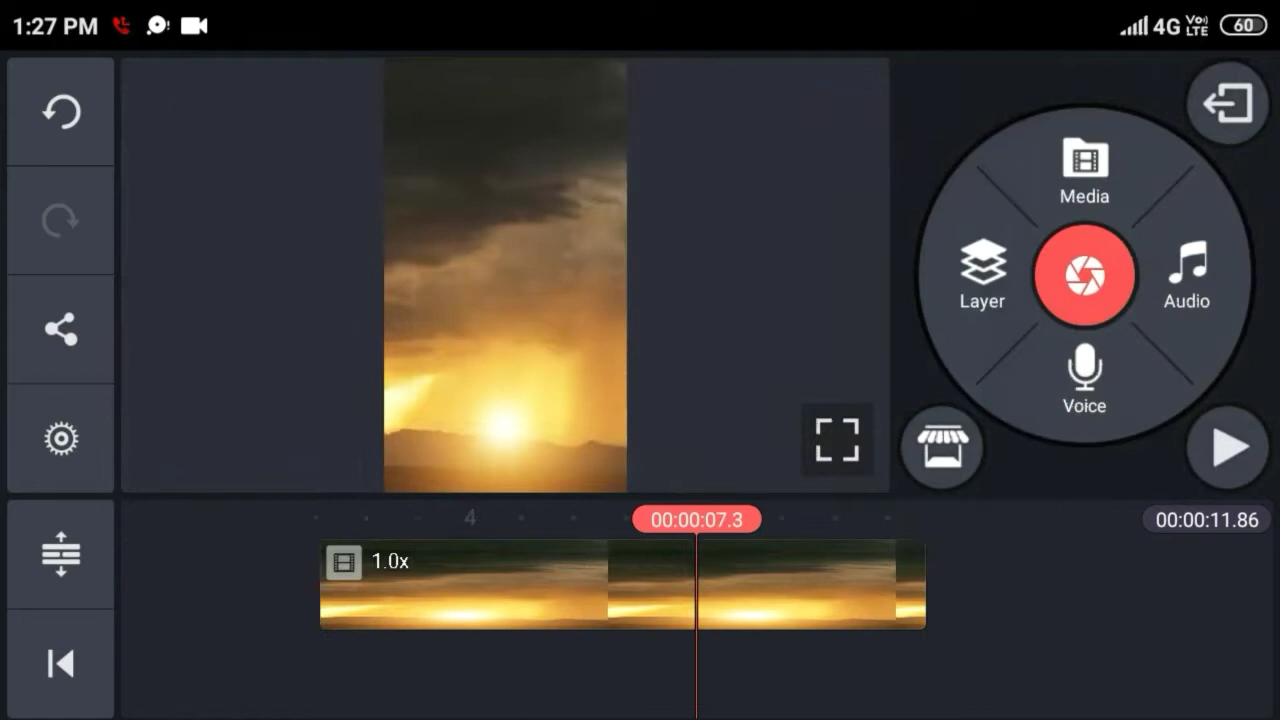 1:27 PM
4G Vo) LTE 60
Media
Layer
Audio
Voice
4
00:00:07.3
00:00:11.86
1.0x